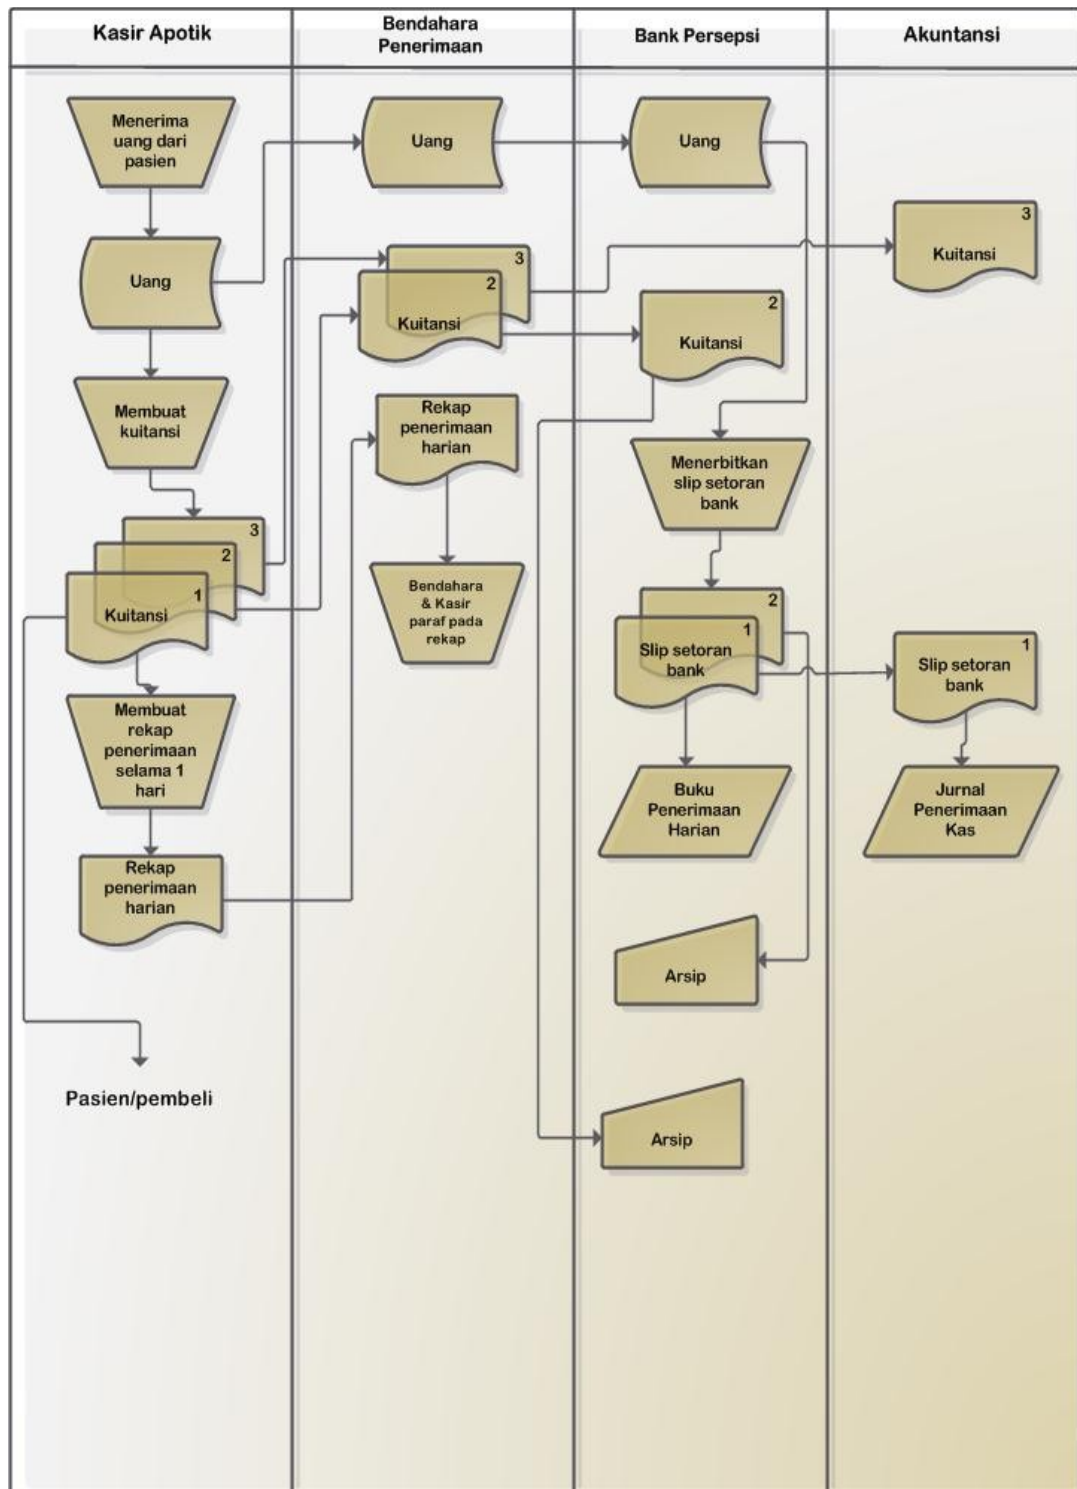 Kasir Apotik
Bendahara
Penerimaan
Bank Persepsi
Akuntansi
Menerima
uang dari
pasien
Uang
Membuat
kuitansi
3
2
1
Kuitansi
Membuat
rekap
penerimaan
selama 1
hari
Rekap
penerimaan
harian
Pasien/pembeli
Uang
3
2
Kuitansi
Rekap
penerimaan
harian
Bendahara
& Kasir
paraf pada
rekap
Uang
2
Kuitansi
Menerbitkan
slip setoran
bank
2
1
Slip setoran
bank
Buku
Penerimaan
Harian
Arsip
Arsip
3
Kuitansi
1
Slip setoran
bank
Jurnal
Penerimaan
Kas